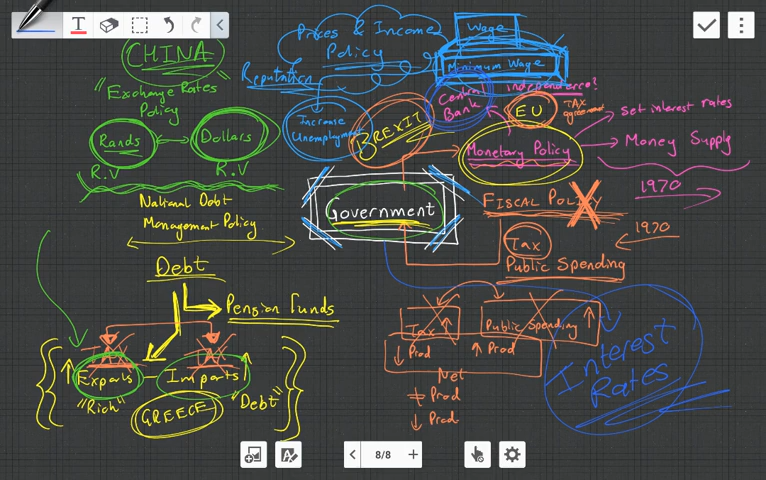 T
CHINA
"Exchange Rates
Policy"
Rands
Dollars
R.V
R.V
National Debt
Management Policy
Debt
Pension Funds
TAX
TAX
Exports
Imports
"Rich"
"Debt"
GREECE
Prices & Income
Policy
Reputation
Increase
Unemployment
Wage
Minimum Wage
Central
Bank
independence?
BREXIT
EU
TAX
agreement
Monetary Policy
set interest rates
Money Supply
1970
Government
FISCAL POLICY
1970
Tax
Public Spending
Tax
Public Spending
↓ Prod
↑ Prod
Net
≠ Prod
↓ Prod
Interest
Rates
A
8/8